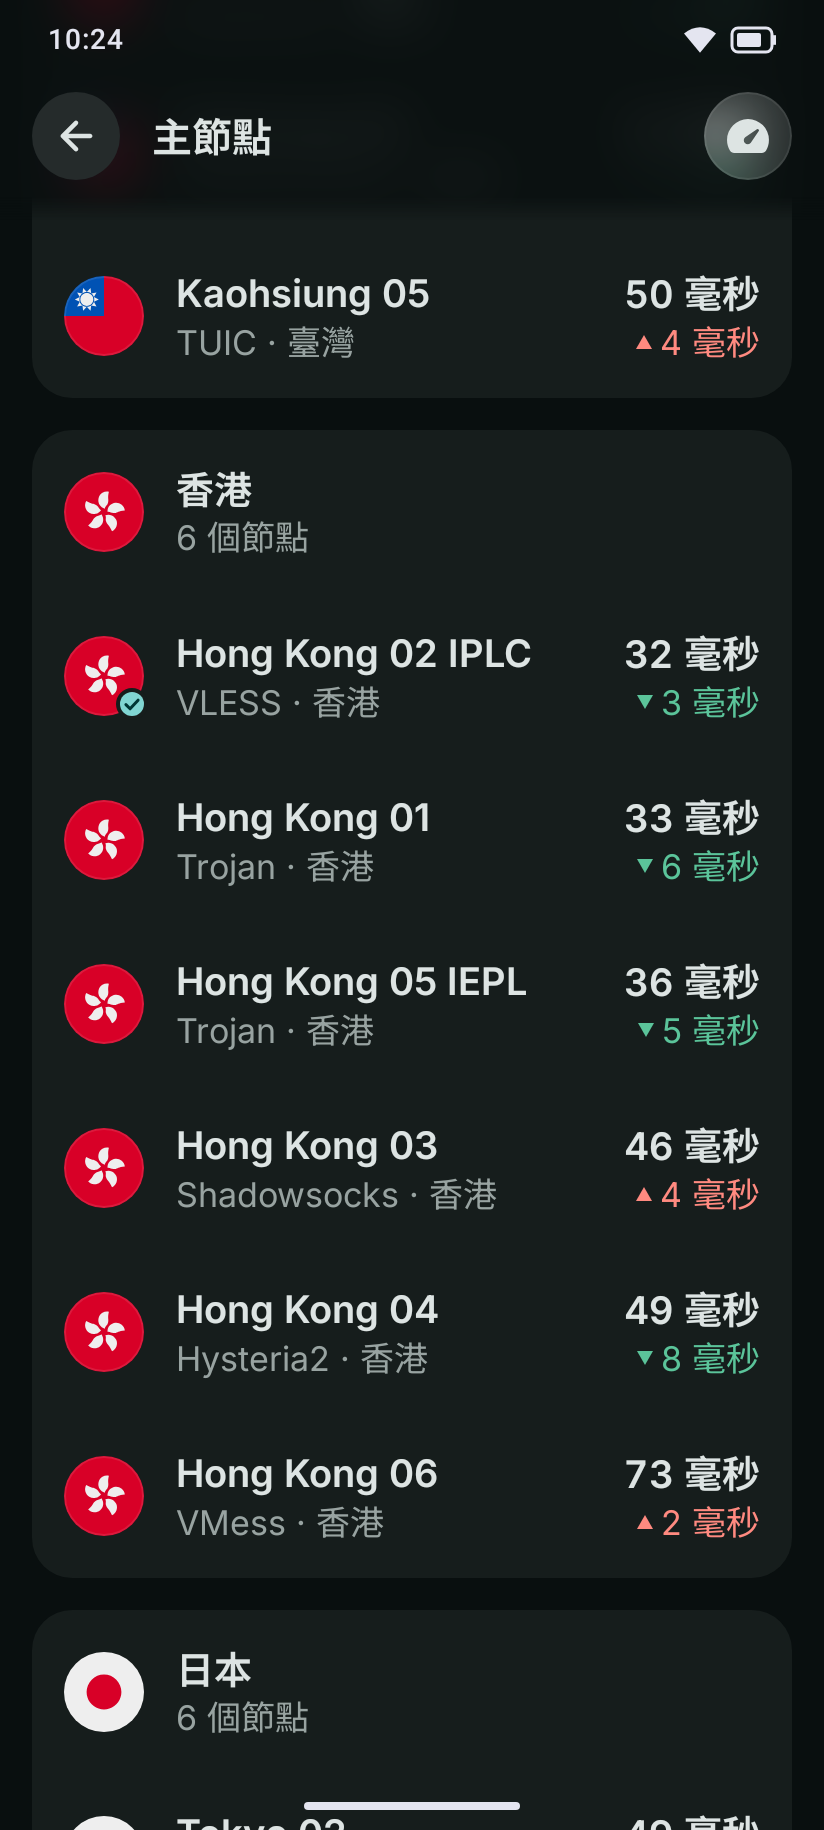 10:24
主節點
Kaohsiung 05
50 毫秒
TUIC · 臺灣
▲4 毫秒
香港
6 個節點
Hong Kong 02 IPLC
32 毫秒
VLESS · 香港
▼3 毫秒
Hong Kong 01
33 毫秒
Trojan · 香港
▼6 毫秒
Hong Kong 05 IEPL
36 毫秒
Trojan · 香港
▼5 毫秒
Hong Kong 03
46 毫秒
Shadowsocks · 香港
▲4 毫秒
Hong Kong 04
49 毫秒
Hysteria2 · 香港
▼8 毫秒
Hong Kong 06
73 毫秒
VMess · 香港
▲2 毫秒
日本
6 個節點
Tokyo 02
49 毫秒